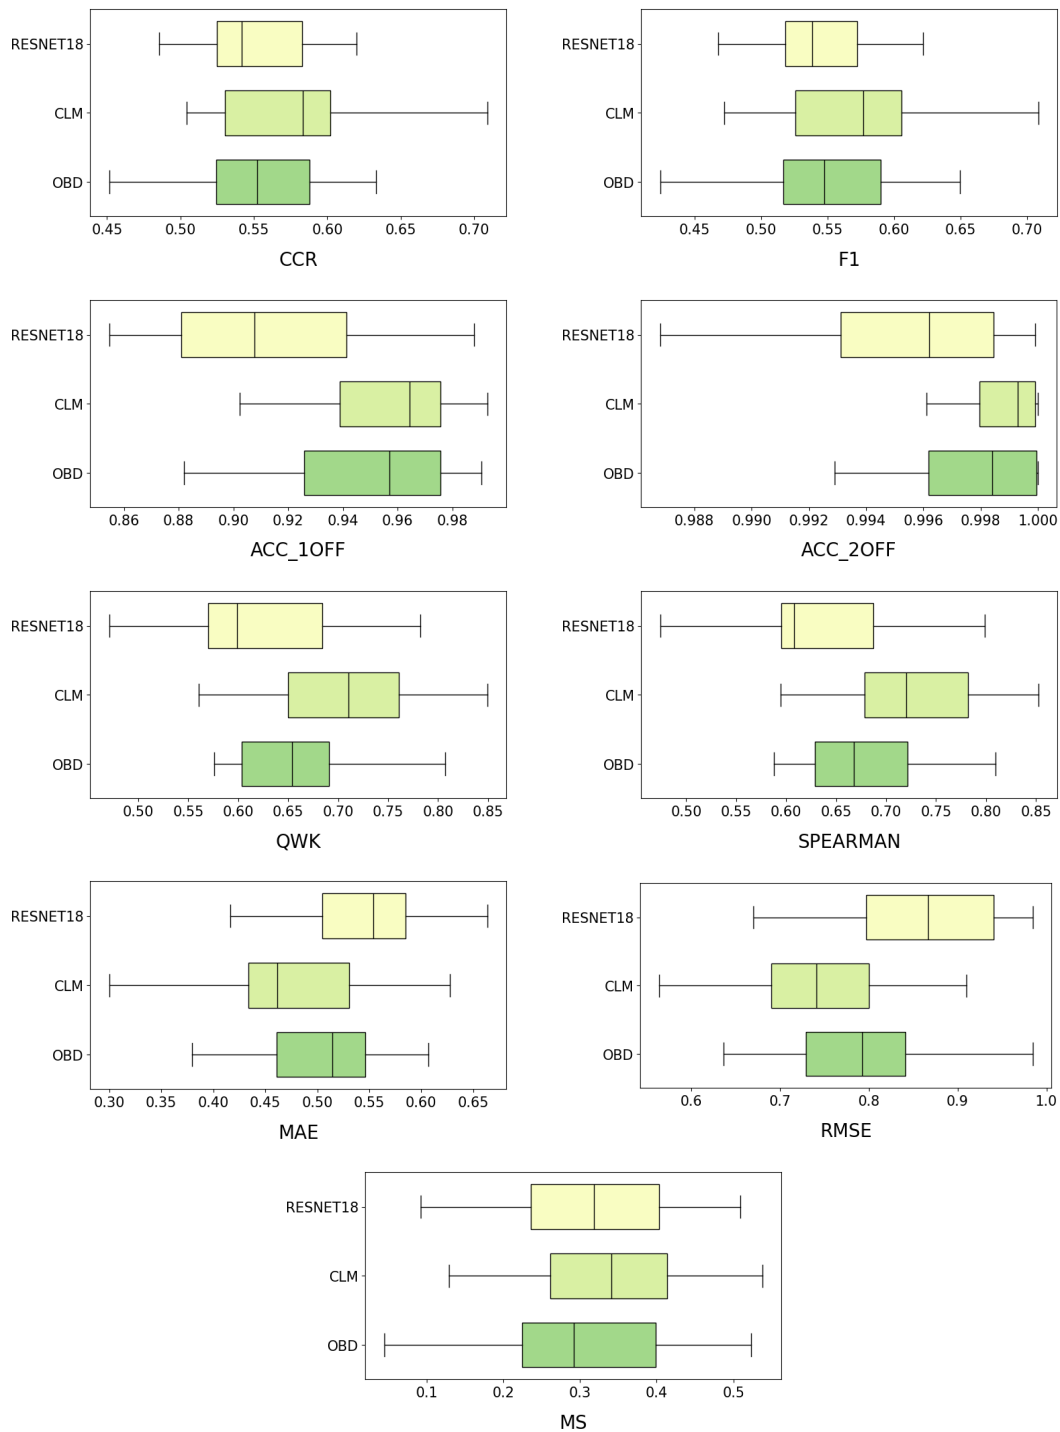 RESNET18
CLM
OBD
0.45 0.50 0.55 0.60 0.65 0.70
CCR
RESNET18
CLM
OBD
0.45 0.50 0.55 0.60 0.65 0.70
F1
RESNET18
CLM
OBD
0.86 0.88 0.90 0.92 0.94 0.96 0.98
ACC_1OFF
RESNET18
CLM
OBD
0.988 0.990 0.992 0.994 0.996 0.998 1.000
ACC_2OFF
RESNET18
CLM
OBD
0.50 0.55 0.60 0.65 0.70 0.75 0.80 0.85
QWK
RESNET18
CLM
OBD
0.50 0.55 0.60 0.65 0.70 0.75 0.80 0.85
SPEARMAN
RESNET18
CLM
OBD
0.30 0.35 0.40 0.45 0.50 0.55 0.60 0.65
MAE
RESNET18
CLM
OBD
0.6 0.7 0.8 0.9 1.0
RMSE
RESNET18
CLM
OBD
0.1 0.2 0.3 0.4 0.5
MS